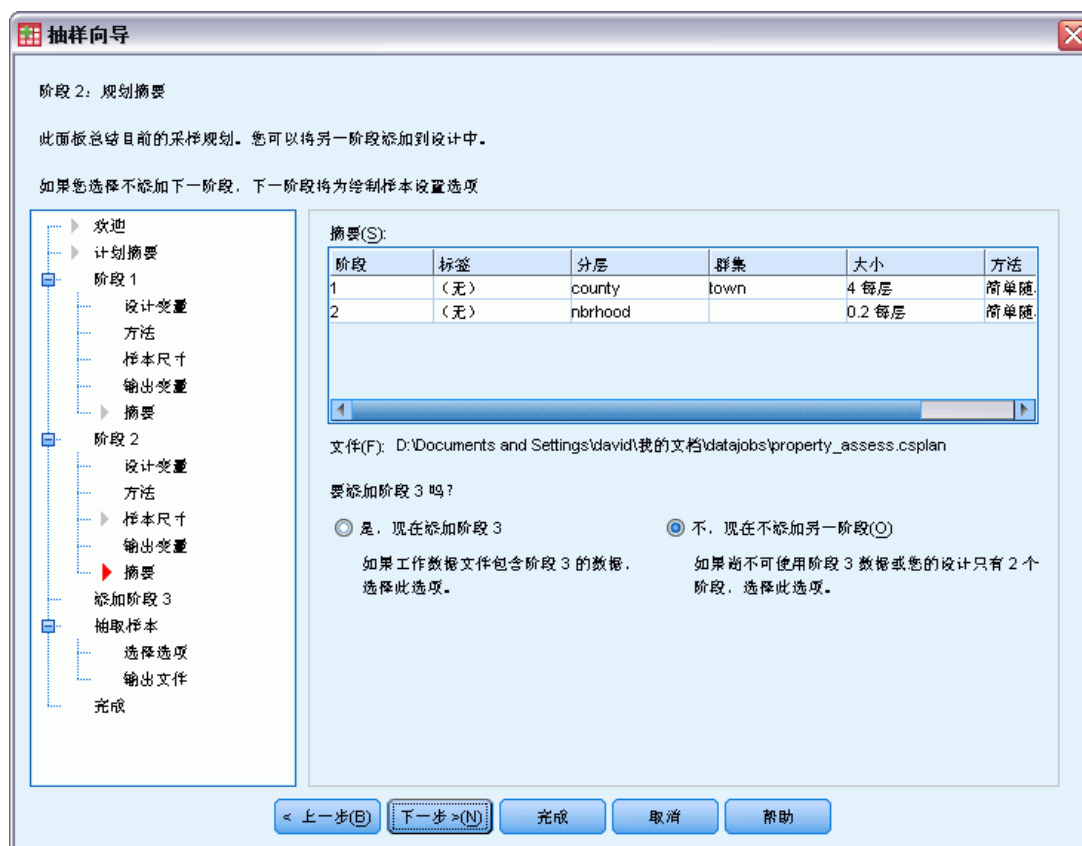 抽样向导
阶段 2：规划摘要
此面板总结目前的采样规划。您可以将另一阶段添加到设计中。
如果您选择不添加下一阶段，下一阶段将为绘制样本设置选项
欢迎
计划摘要
阶段 1
设计变量
方法
样本尺寸
输出变量
摘要
阶段 2
设计变量
方法
样本尺寸
输出变量
摘要
添加阶段 3
抽取样本
选择选项
输出文件
完成
摘要(S):
阶段 标签 分层 群集 大小 方法
1 （无） county town 4 每层 简单随
2 （无） nbrhood 0.2 每层 简单随
文件(F): D:\Documents and Settings\david\我的文档\datajobs\property_assess.csplan
要添加阶段 3 吗?
是，现在添加阶段 3
如果工作数据文件包含阶段 3 的数据，
选择此选项。
不，现在不添加另一阶段(O)
如果尚不可使用阶段 3 数据或您的设计只有 2 个
阶段，选择此选项。
< 上一步(B) 下一步 >(N) 完成 取消 帮助